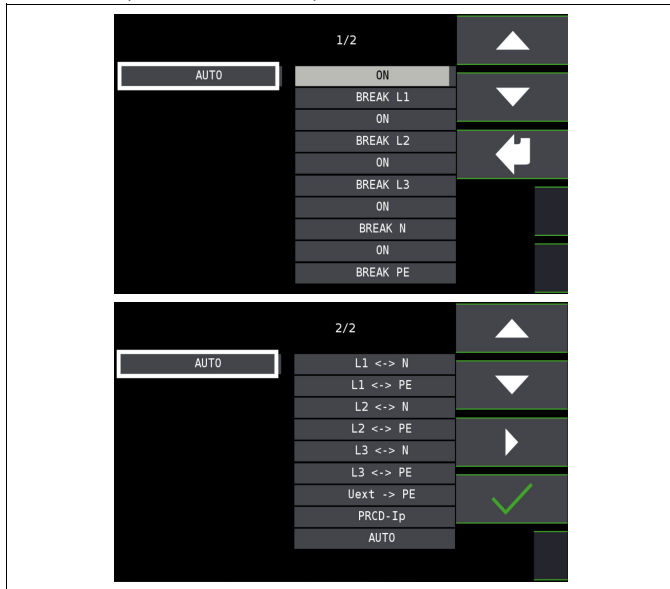 1/2
AUTO
ON
BREAK L1
ON
BREAK L2
ON
BREAK L3
ON
BREAK N
ON
BREAK PE
2/2
AUTO
L1 <-> N
L1 <-> PE
L2 <-> N
L2 <-> PE
L3 <-> N
L3 <-> PE
Uext -> PE
PRCD-Ip
AUTO